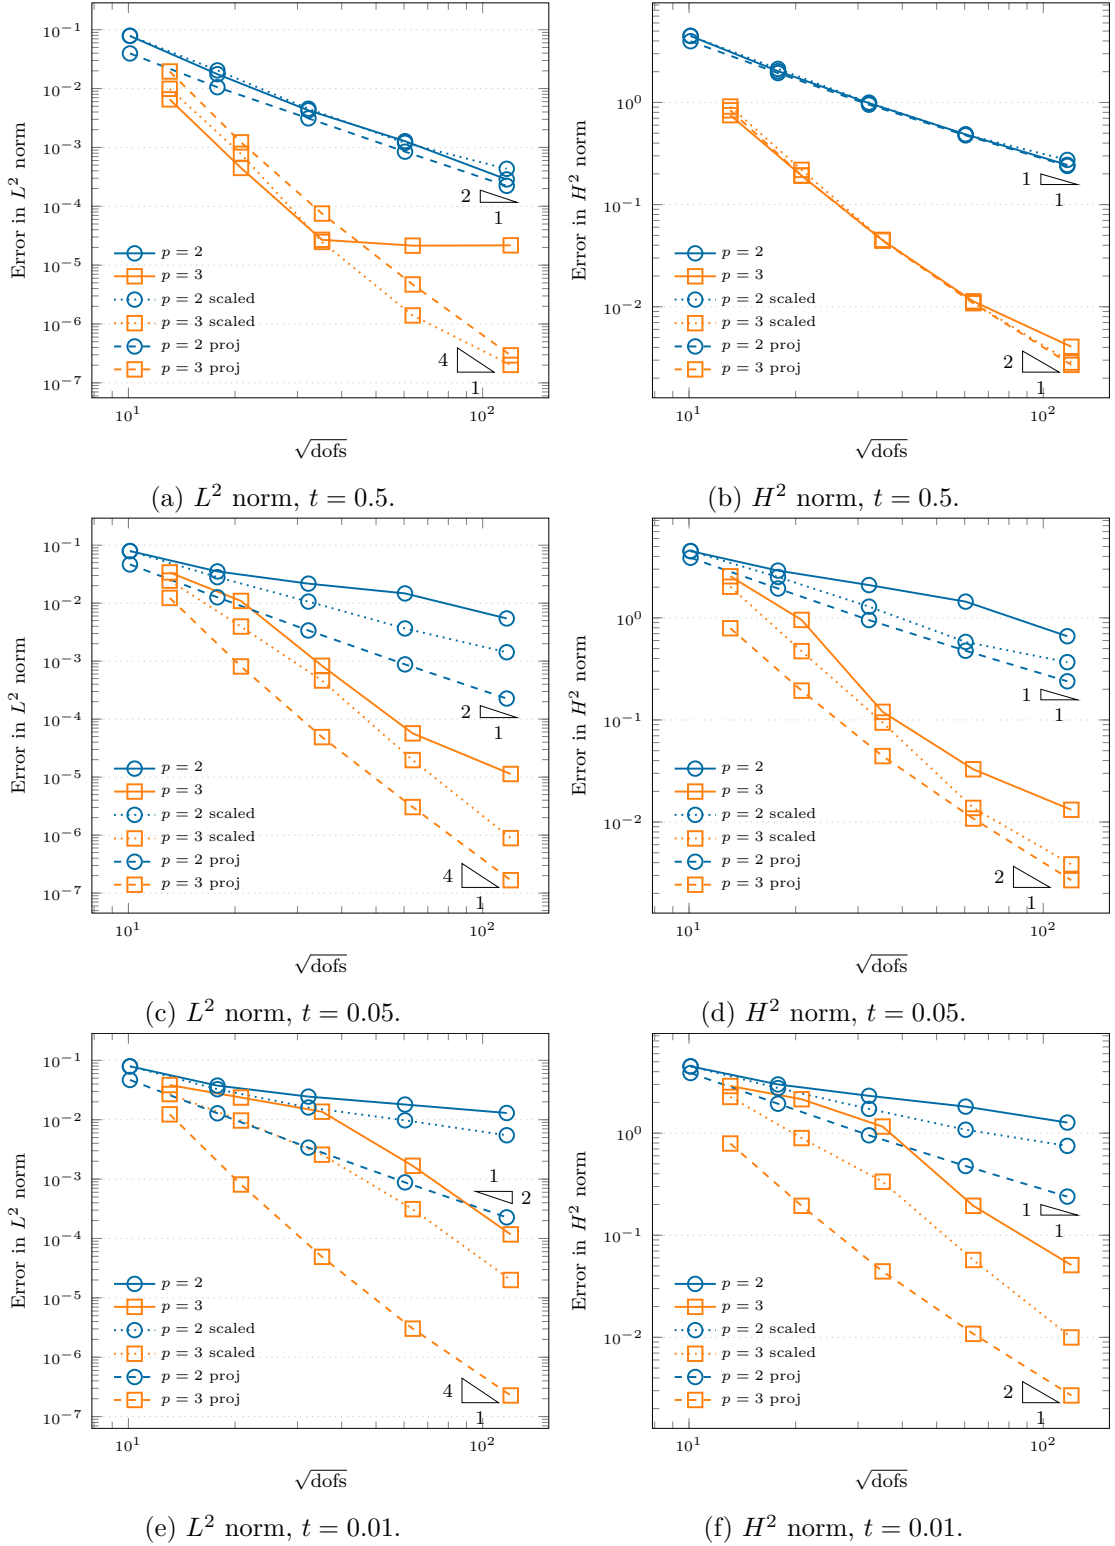 10^{-1}
10^{-2}
10^{-3}
10^{-4}
10^{-5}
10^{-6}
10^{-7}
Error in L^2 norm
p = 2
p = 3
p = 2 scaled
p = 3 scaled
p = 2 proj
p = 3 proj
2
1
4
1
10^1
10^2
√dofs
(a) L^2 norm, t = 0.5.
10^0
10^{-1}
10^{-2}
Error in H^2 norm
p = 2
p = 3
p = 2 scaled
p = 3 scaled
p = 2 proj
p = 3 proj
1
1
2
1
10^1
10^2
√dofs
(b) H^2 norm, t = 0.5.
10^{-1}
10^{-2}
10^{-3}
10^{-4}
10^{-5}
10^{-6}
10^{-7}
Error in L^2 norm
p = 2
p = 3
p = 2 scaled
p = 3 scaled
p = 2 proj
p = 3 proj
2
1
4
1
10^1
10^2
√dofs
(c) L^2 norm, t = 0.05.
10^0
10^{-1}
10^{-2}
Error in H^2 norm
p = 2
p = 3
p = 2 scaled
p = 3 scaled
p = 2 proj
p = 3 proj
1
1
2
1
10^1
10^2
√dofs
(d) H^2 norm, t = 0.05.
10^{-1}
10^{-2}
10^{-3}
10^{-4}
10^{-5}
10^{-6}
10^{-7}
Error in L^2 norm
p = 2
p = 3
p = 2 scaled
p = 3 scaled
p = 2 proj
p = 3 proj
1
2
4
1
10^1
10^2
√dofs
(e) L^2 norm, t = 0.01.
10^0
10^{-1}
10^{-2}
Error in H^2 norm
p = 2
p = 3
p = 2 scaled
p = 3 scaled
p = 2 proj
p = 3 proj
1
1
2
1
10^1
10^2
√dofs
(f) H^2 norm, t = 0.01.